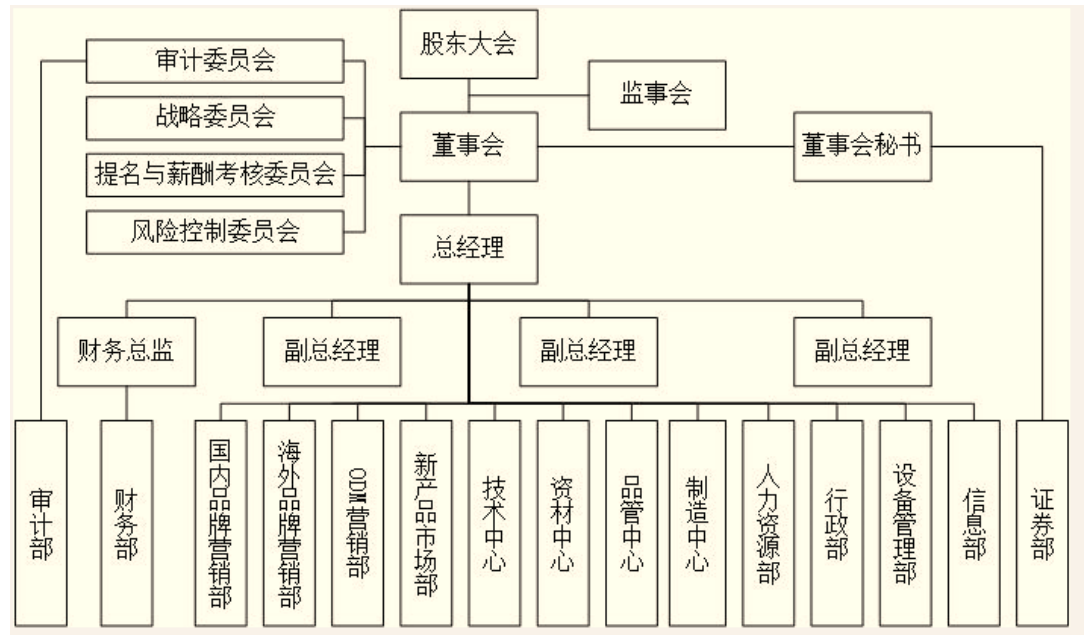 股东大会
审计委员会
监事会
战略委员会
董事会
董事会秘书
提名与薪酬考核委员会
风险控制委员会
总经理
财务总监
副总经理
副总经理
副总经理
审计部
财务部
国内品牌营销部
海外品牌营销部
ODM营销部
新产品市场部
技术中心
资材中心
品管中心
制造中心
人力资源部
行政部
设备管理部
信息部
证券部